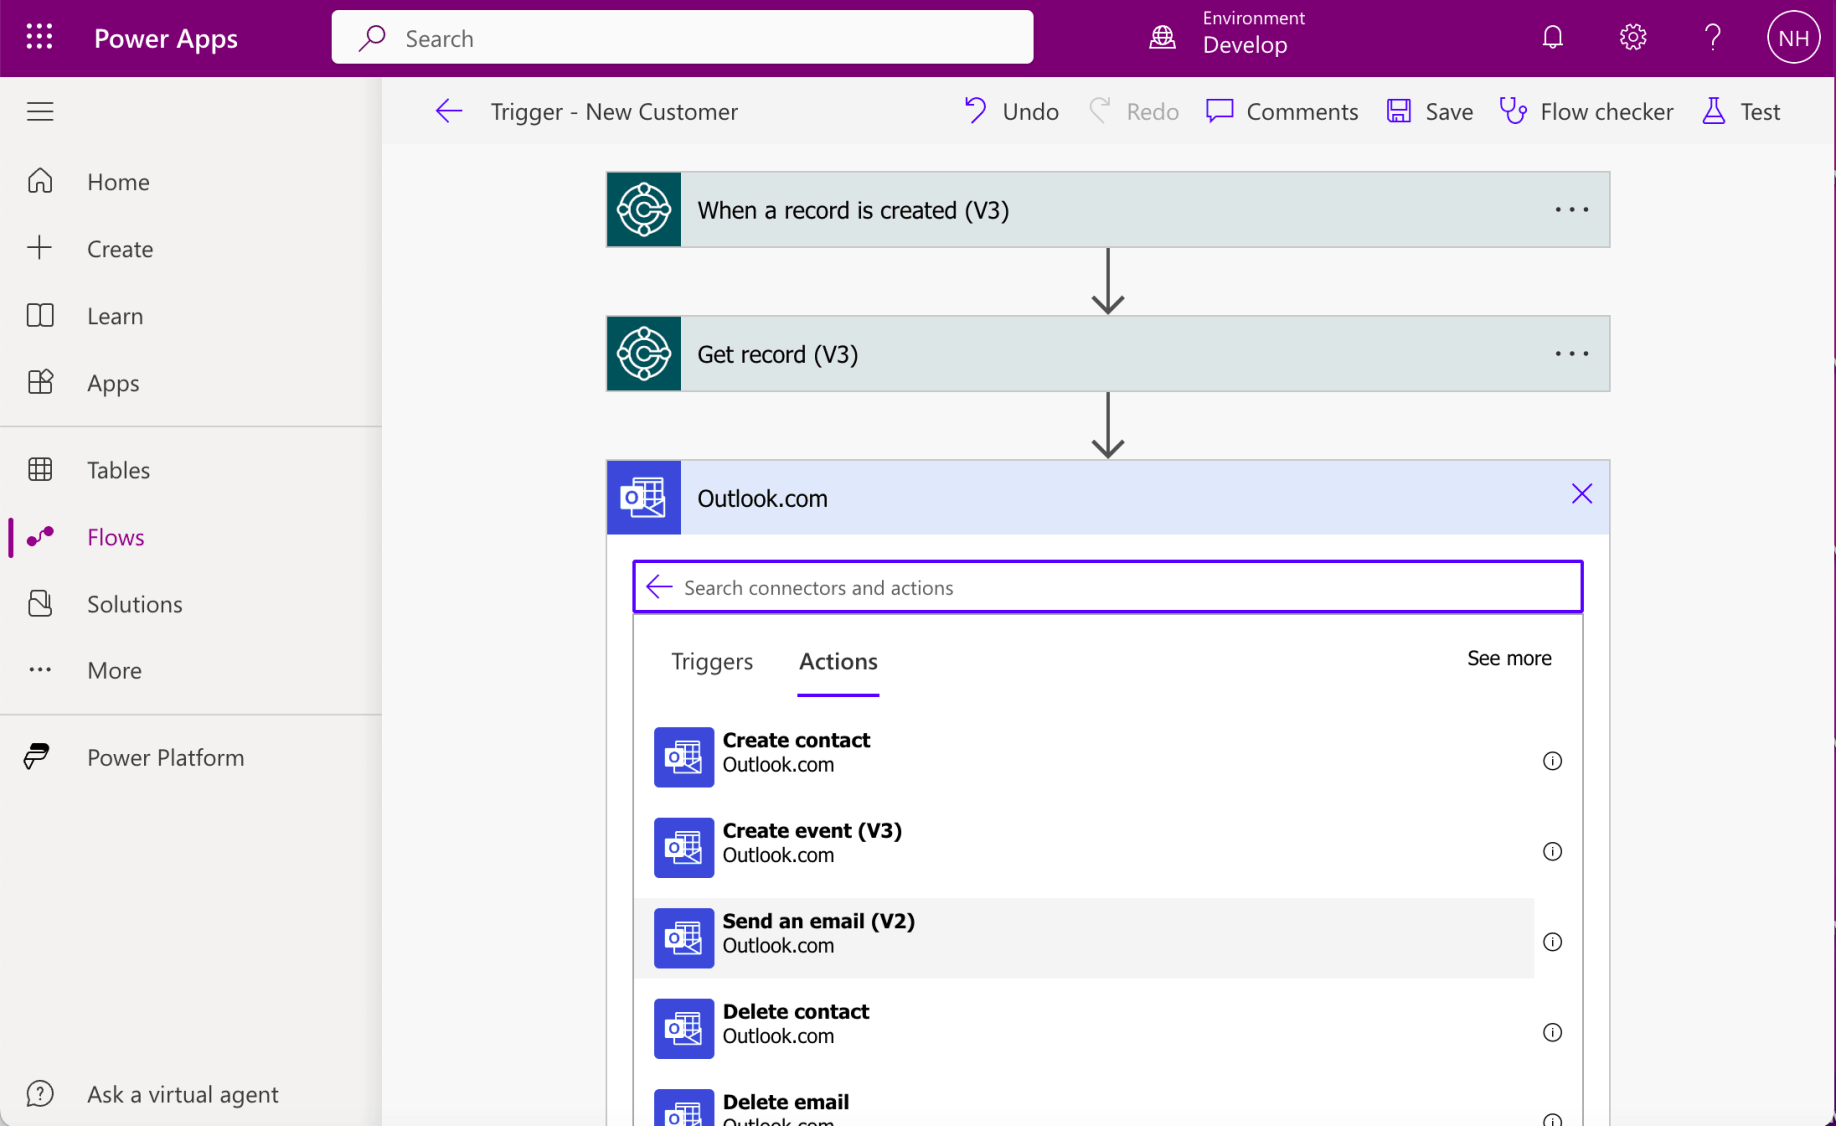 Power Apps
Search
Environment
Develop
NH
Trigger - New Customer
Undo
Redo
Comments
Save
Flow checker
Test
Home
Create
Learn
Apps
Tables
Flows
Solutions
More
Power Platform
Ask a virtual agent
When a record is created (V3)
Get record (V3)
Outlook.com
Search connectors and actions
Triggers
Actions
See more
Create contact
Outlook.com
Create event (V3)
Outlook.com
Send an email (V2)
Outlook.com
Delete contact
Outlook.com
Delete email
Outlook.com